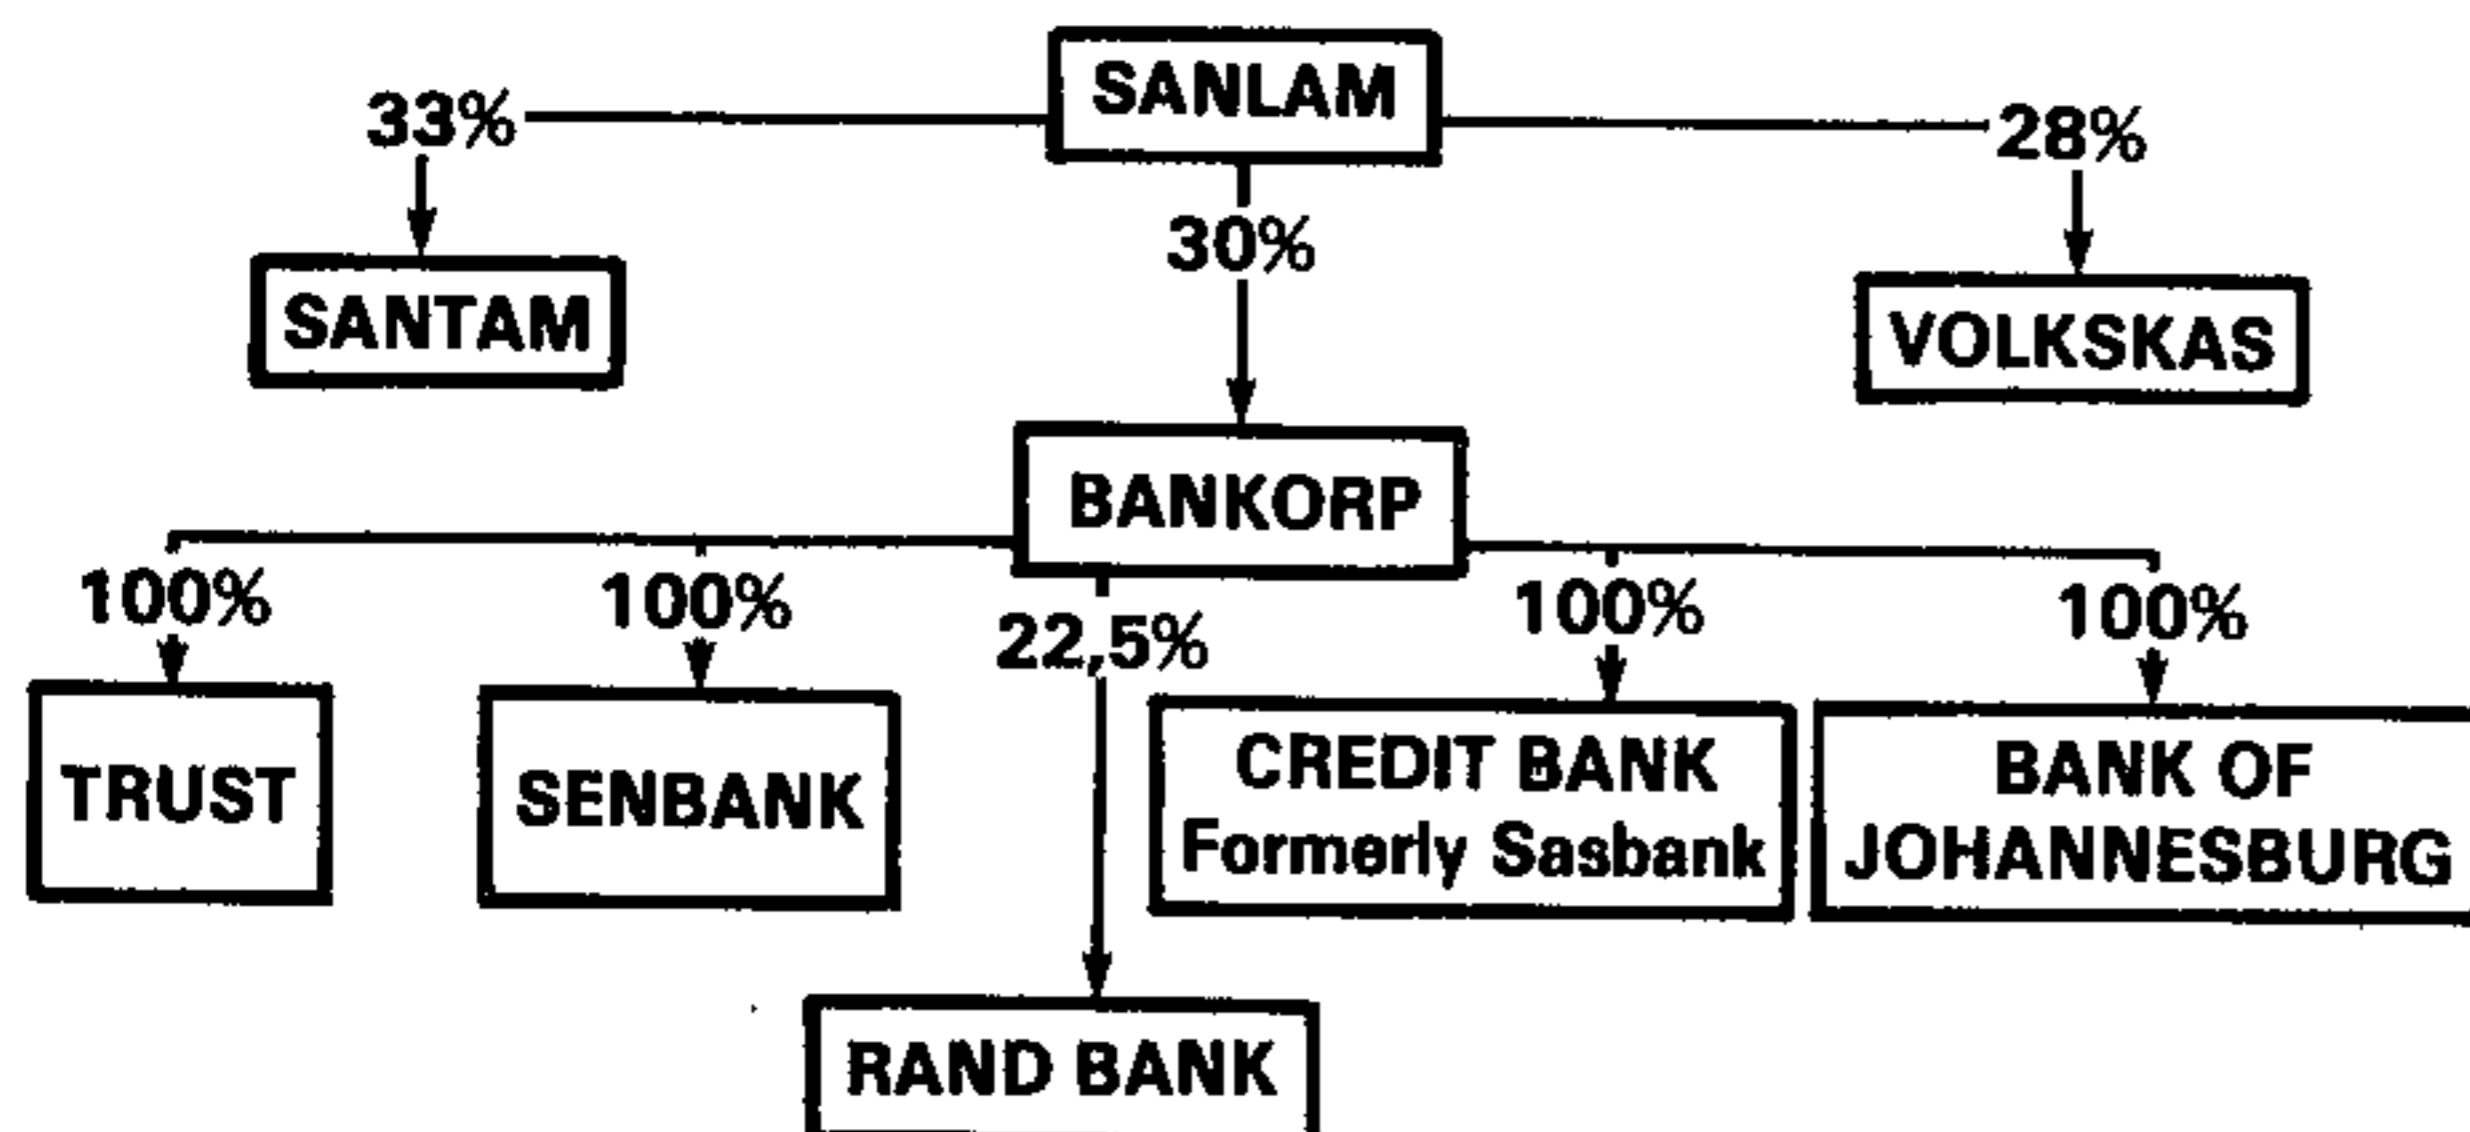 SANLAM
33%
28%
30%
SANTAM
VOLKSKAS
BANKORP
100%
100%
22,5%
100%
100%
TRUST
SENBANK
CREDIT BANK
Formerly Sasbank
BANK OF
JOHANNESBURG
RAND BANK